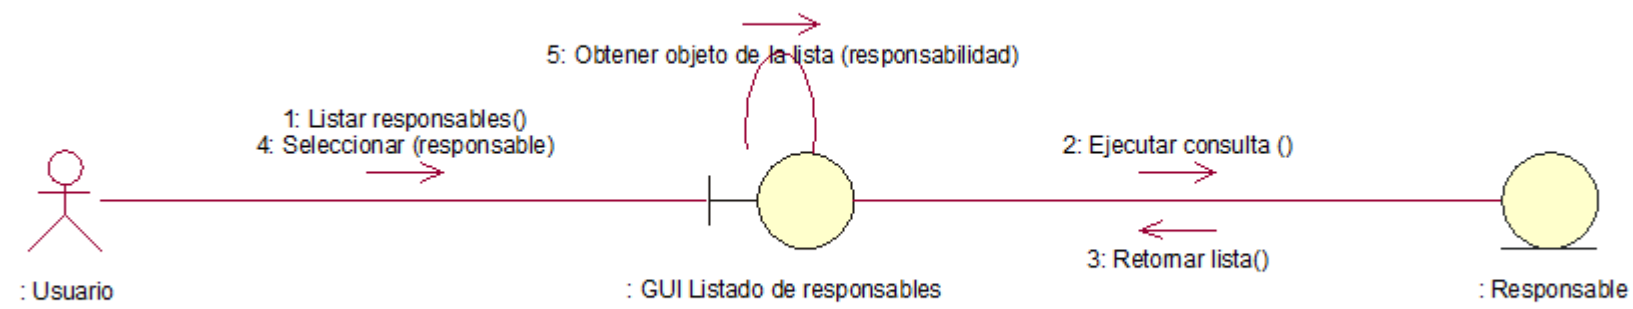 5: Obtener objeto de la lista (responsabilidad)
1: Listar responsables()
4: Seleccionar (responsable)
2: Ejecutar consulta ()
3: Retornar lista()
: Usuario
: GUI Listado de responsables
: Responsable